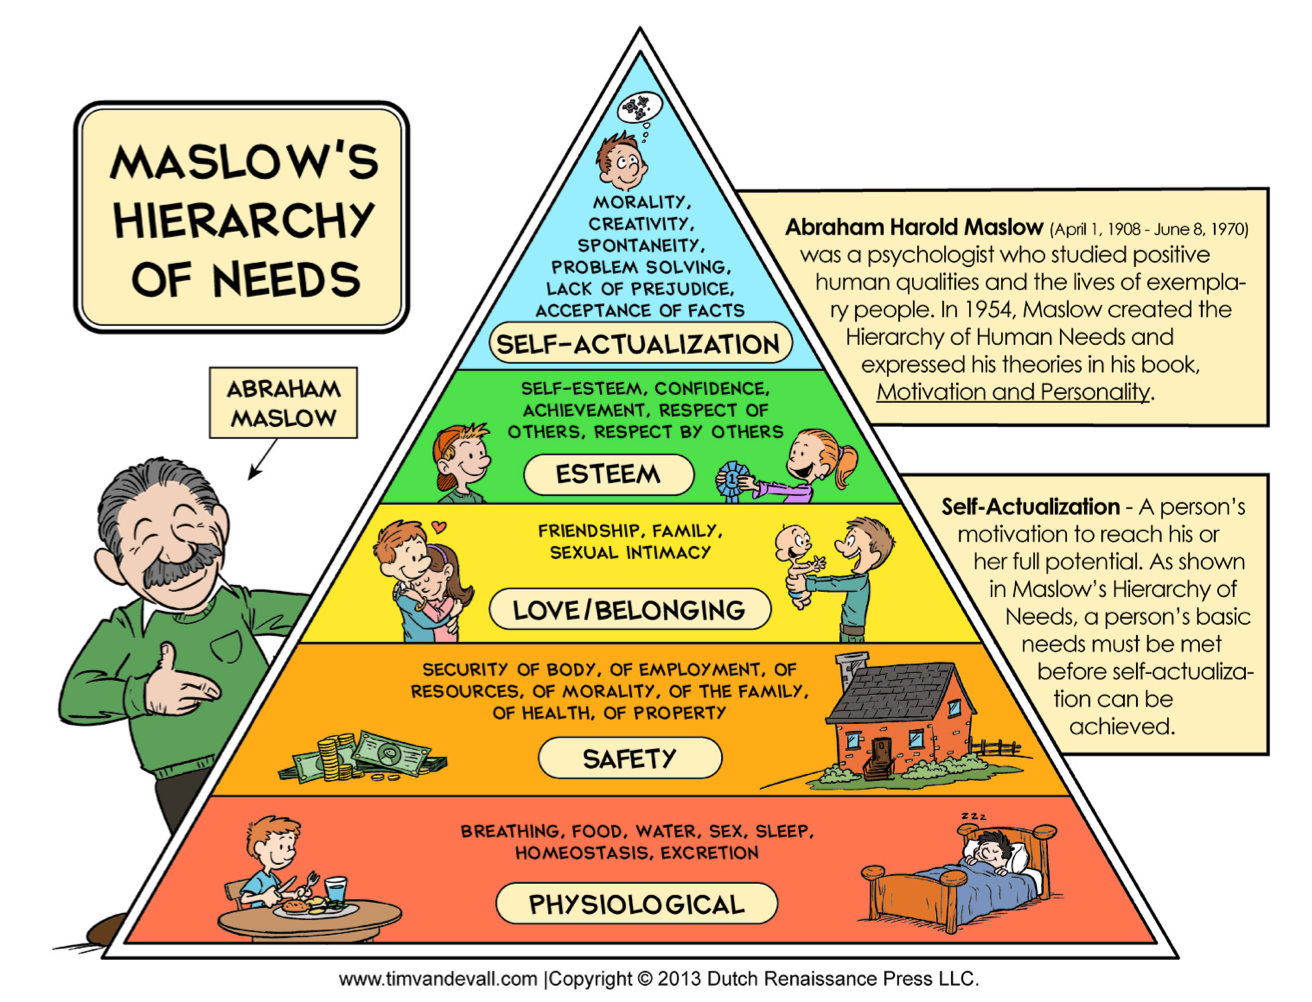 MASLOW'S
HIERARCHY
OF NEEDS
ABRAHAM
MASLOW
MORALITY,
CREATIVITY,
SPONTANEITY,
PROBLEM SOLVING,
LACK OF PREJUDICE,
ACCEPTANCE OF FACTS
SELF-ACTUALIZATION
SELF-ESTEEM, CONFIDENCE,
ACHIEVEMENT, RESPECT OF
OTHERS, RESPECT BY OTHERS
ESTEEM
1
FRIENDSHIP, FAMILY,
SEXUAL INTIMACY
LOVE/BELONGING
SECURITY OF BODY, OF EMPLOYMENT, OF
RESOURCES, OF MORALITY, OF THE FAMILY,
OF HEALTH, OF PROPERTY
SAFETY
BREATHING, FOOD, WATER, SEX, SLEEP,
HOMEOSTASIS, EXCRETION
PHYSIOLOGICAL
ZZZ
Abraham Harold Maslow (April 1, 1908 - June 8, 1970)
was a psychologist who studied positive
human qualities and the lives of exempla-
ry people. In 1954, Maslow created the
Hierarchy of Human Needs and
expressed his theories in his book,
Motivation and Personality.
Self-Actualization - A person's
motivation to reach his or
her full potential. As shown
in Maslow's Hierarchy of
Needs, a person's basic
needs must be met
before self-actualiza-
tion can be
achieved.
www.timvandevall.com |Copyright © 2013 Dutch Renaissance Press LLC.